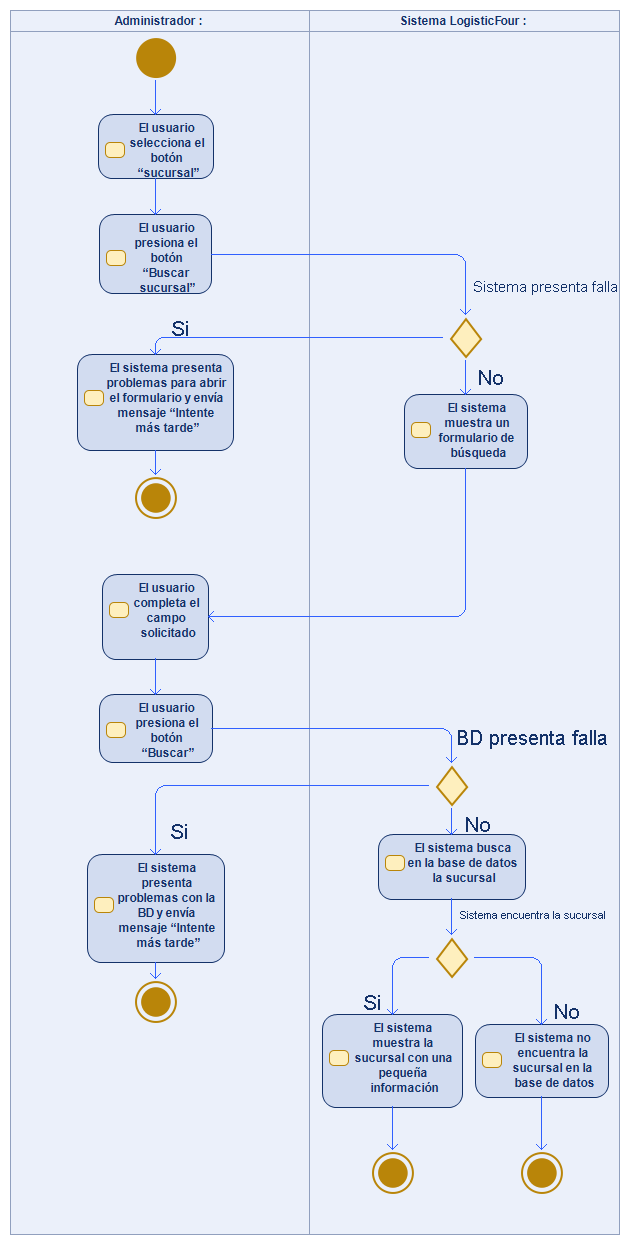 Administrador :
Sistema LogisticFour :
El usuario
selecciona el
botón
“sucursal”
El usuario
presiona el
botón
“Buscar
sucursal”
Sistema presenta falla
Si
No
El sistema presenta
problemas para abrir
el formulario y envía
mensaje “Intente
más tarde”
El sistema
muestra un
formulario de
búsqueda
El usuario
completa el
campo
solicitado
El usuario
presiona el
botón
“Buscar”
BD presenta falla
Si
No
El sistema busca
en la base de datos
la sucursal
El sistema
presenta
problemas con la
BD y envía
mensaje “Intente
más tarde”
Sistema encuentra la sucursal
Si
No
El sistema
muestra la
sucursal con una
pequeña
información
El sistema no
encuentra la
sucursal en la
base de datos